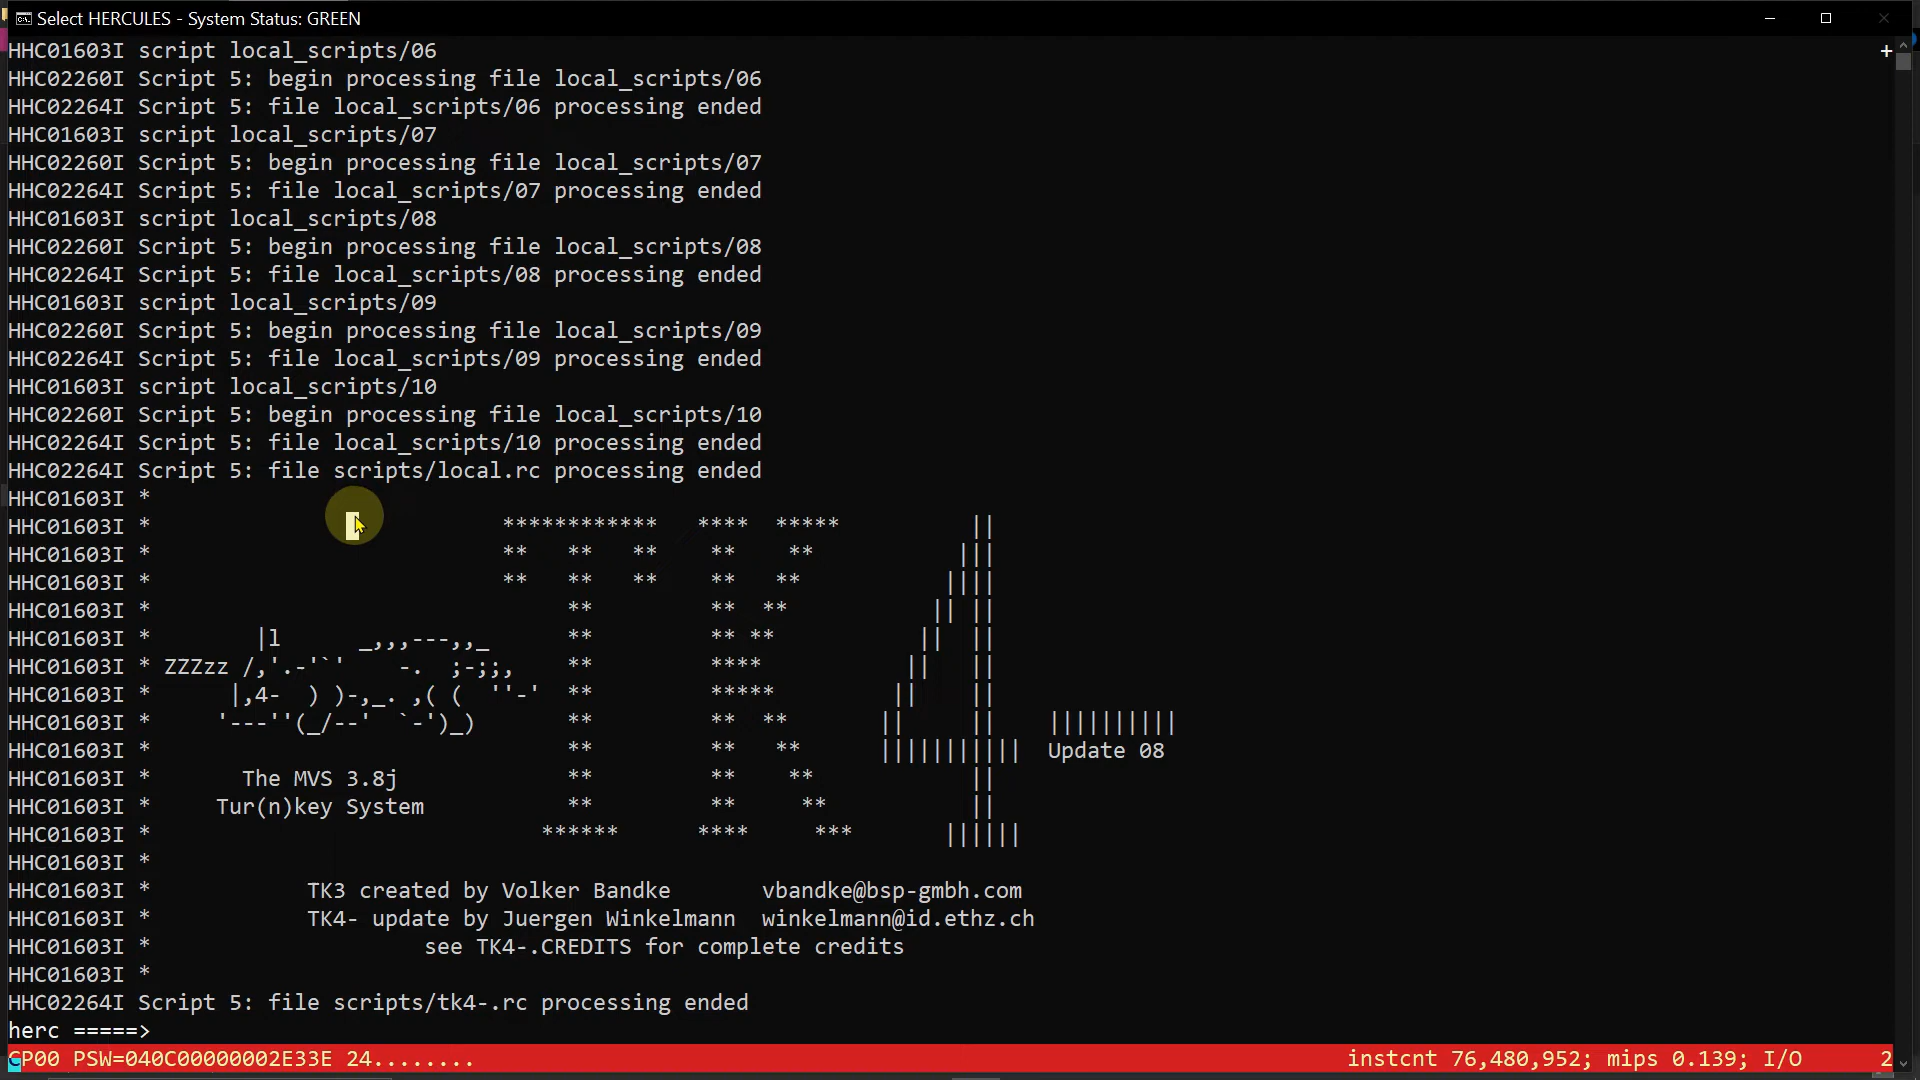 Select HERCULES - System Status: GREEN
HHC01603I script local_scripts/06
+
HHC02260I Script 5: begin processing file local_scripts/06
HHC02264I Script 5: file local_scripts/06 processing ended
HHC01603I script local_scripts/07
HHC02260I Script 5: begin processing file local_scripts/07
HHC02264I Script 5: file local_scripts/07 processing ended
HHC01603I script local_scripts/08
HHC02260I Script 5: begin processing file local_scripts/08
HHC02264I Script 5: file local_scripts/08 processing ended
HHC01603I script local_scripts/09
HHC02260I Script 5: begin processing file local_scripts/09
HHC02264I Script 5: file local_scripts/09 processing ended
HHC01603I script local_scripts/10
HHC02260I Script 5: begin processing file local_scripts/10
HHC02264I Script 5: file local_scripts/10 processing ended
HHC02264I Script 5: file scripts/local.rc processing ended
HHC01603I *
HHC01603I *                           ************   ****  *****          ||
HHC01603I *                           **   **   **    **    **           |||
HHC01603I *                           **   **   **    **   **           ||||
HHC01603I *                                **         **  **           || ||
HHC01603I *        |l      _,,,---,,_      **         ** **           ||  ||
HHC01603I * ZZZzz /,'.-'`'    -.  ;-;;,    **         ****           ||   ||
HHC01603I *      |,4-  ) )-,_. ,( (  ''-'  **         *****         ||    ||
HHC01603I *     '---''(_/--'  `-')_)       **         **  **       ||     ||    ||||||||||
HHC01603I *                                **         **   **      |||||||||||  Update 08
HHC01603I *       The MVS 3.8j             **         **    **            ||
HHC01603I *     Tur(n)key System           **         **     **           ||
HHC01603I *                              ******      ****     ***       ||||||
HHC01603I *
HHC01603I *            TK3 created by Volker Bandke       vbandke@bsp-gmbh.com
HHC01603I *            TK4- update by Juergen Winkelmann  winkelmann@id.ethz.ch
HHC01603I *                     see TK4-.CREDITS for complete credits
HHC01603I *
HHC02264I Script 5: file scripts/tk4-.rc processing ended
herc =====>
CP00 PSW=040C00000002E33E 24........ instcnt 76,480,952; mips 0.139; I/O 2